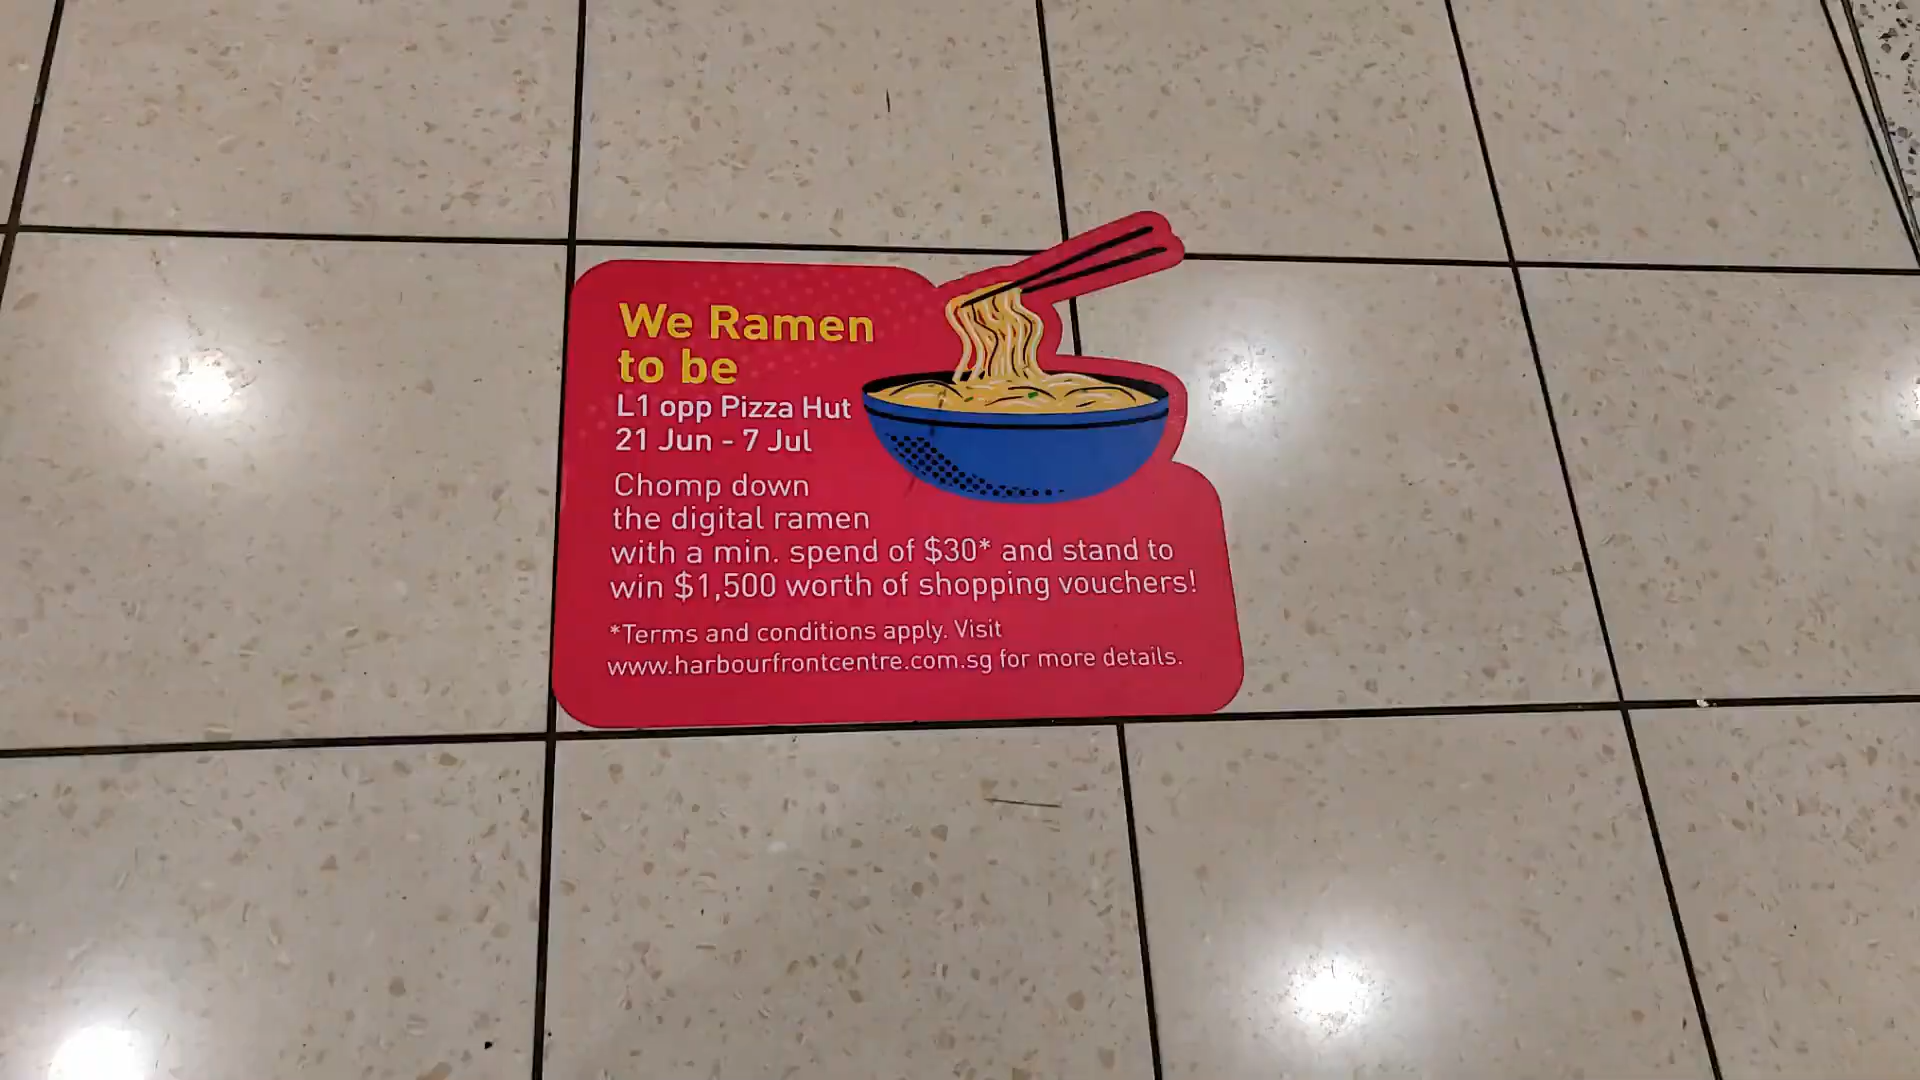 We Ramen
to be
L1 opp Pizza Hut
21 Jun - 7 Jul
Chomp down
the digital ramen
with a min. spend of $30* and stand to
win $1,500 worth of shopping vouchers!
*Terms and conditions apply. Visit
www.harbourfrontcentre.com.sg for more details.